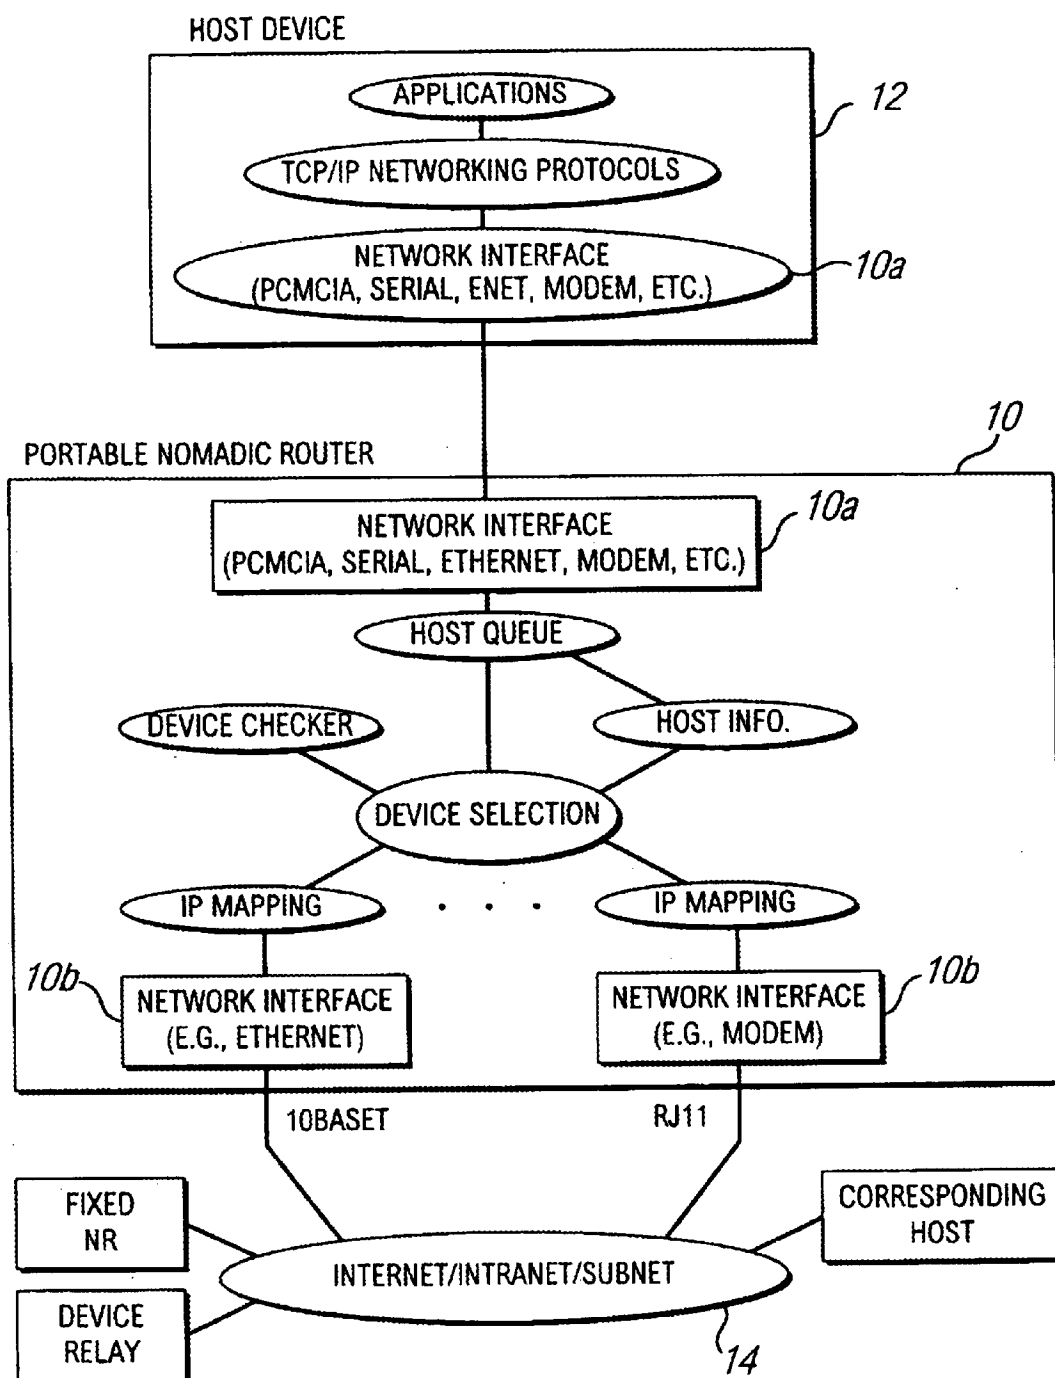 HOST DEVICE
APPLICATIONS
12
TCP/IP NETWORKING PROTOCOLS
NETWORK INTERFACE
(PCMCIA, SERIAL, ENET, MODEM, ETC.)
10a
10
PORTABLE NOMADIC ROUTER
NETWORK INTERFACE
(PCMCIA, SERIAL, ETHERNET, MODEM, ETC.)
10a
HOST QUEUE
DEVICE CHECKER
HOST INFO.
DEVICE SELECTION
IP MAPPING
. . .
IP MAPPING
10b
NETWORK INTERFACE
(E.G., ETHERNET)
NETWORK INTERFACE
(E.G., MODEM)
10b
10BASET
RJ11
FIXED
NR
CORRESPONDING
HOST
INTERNET/INTRANET/SUBNET
DEVICE
RELAY
14